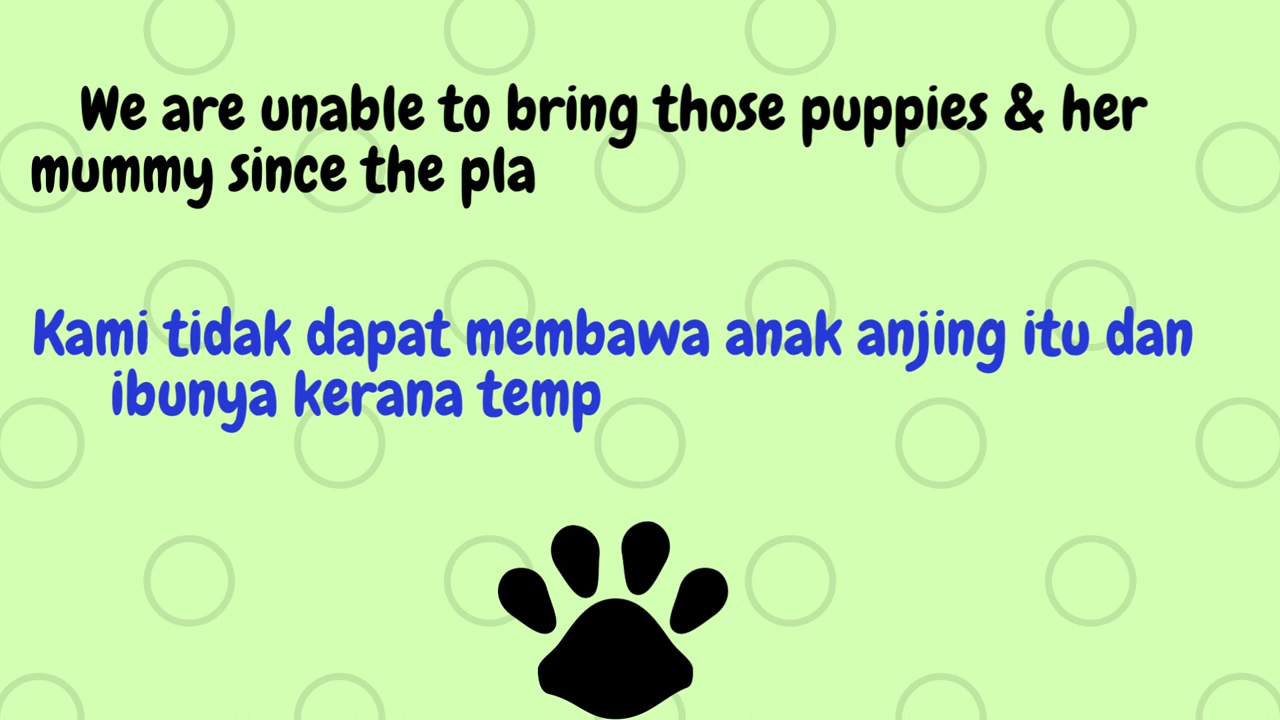 We are unable to bring those puppies & her
mummy since the pla
Kami tidak dapat membawa anak anjing itu dan
ibunya kerana temp